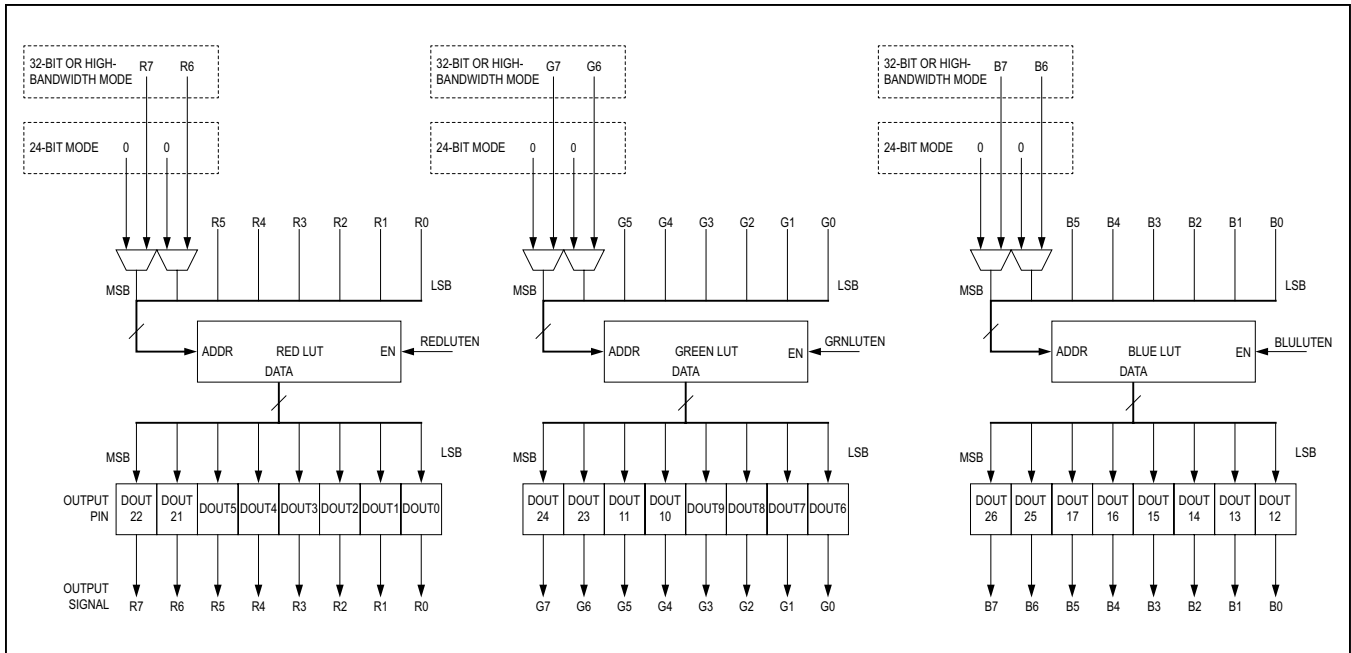 32-BIT OR HIGH-
BANDWIDTH MODE R7 R6
24-BIT MODE 0 0
R5 R4 R3 R2 R1 R0
MSB LSB
ADDR RED LUT EN REDLUTEN
DATA
MSB LSB
OUTPUT
PIN
DOUT
22
DOUT
21
DOUT5 DOUT4 DOUT3 DOUT2 DOUT1 DOUT0
OUTPUT
SIGNAL R7 R6 R5 R4 R3 R2 R1 R0
32-BIT OR HIGH-
BANDWIDTH MODE G7 G6
24-BIT MODE 0 0
G5 G4 G3 G2 G1 G0
MSB LSB
ADDR GREEN LUT EN GRNLUTEN
DATA
MSB LSB
DOUT
24
DOUT
23
DOUT
11
DOUT
10
DOUT9 DOUT8 DOUT7 DOUT6
G7 G6 G5 G4 G3 G2 G1 G0
32-BIT OR HIGH-
BANDWIDTH MODE B7 B6
24-BIT MODE 0 0
B5 B4 B3 B2 B1 B0
MSB LSB
ADDR BLUE LUT EN BLULUTEN
DATA
MSB LSB
DOUT
26
DOUT
25
DOUT
17
DOUT
16
DOUT
15
DOUT
14
DOUT
13
DOUT
12
B7 B6 B5 B4 B3 B2 B1 B0